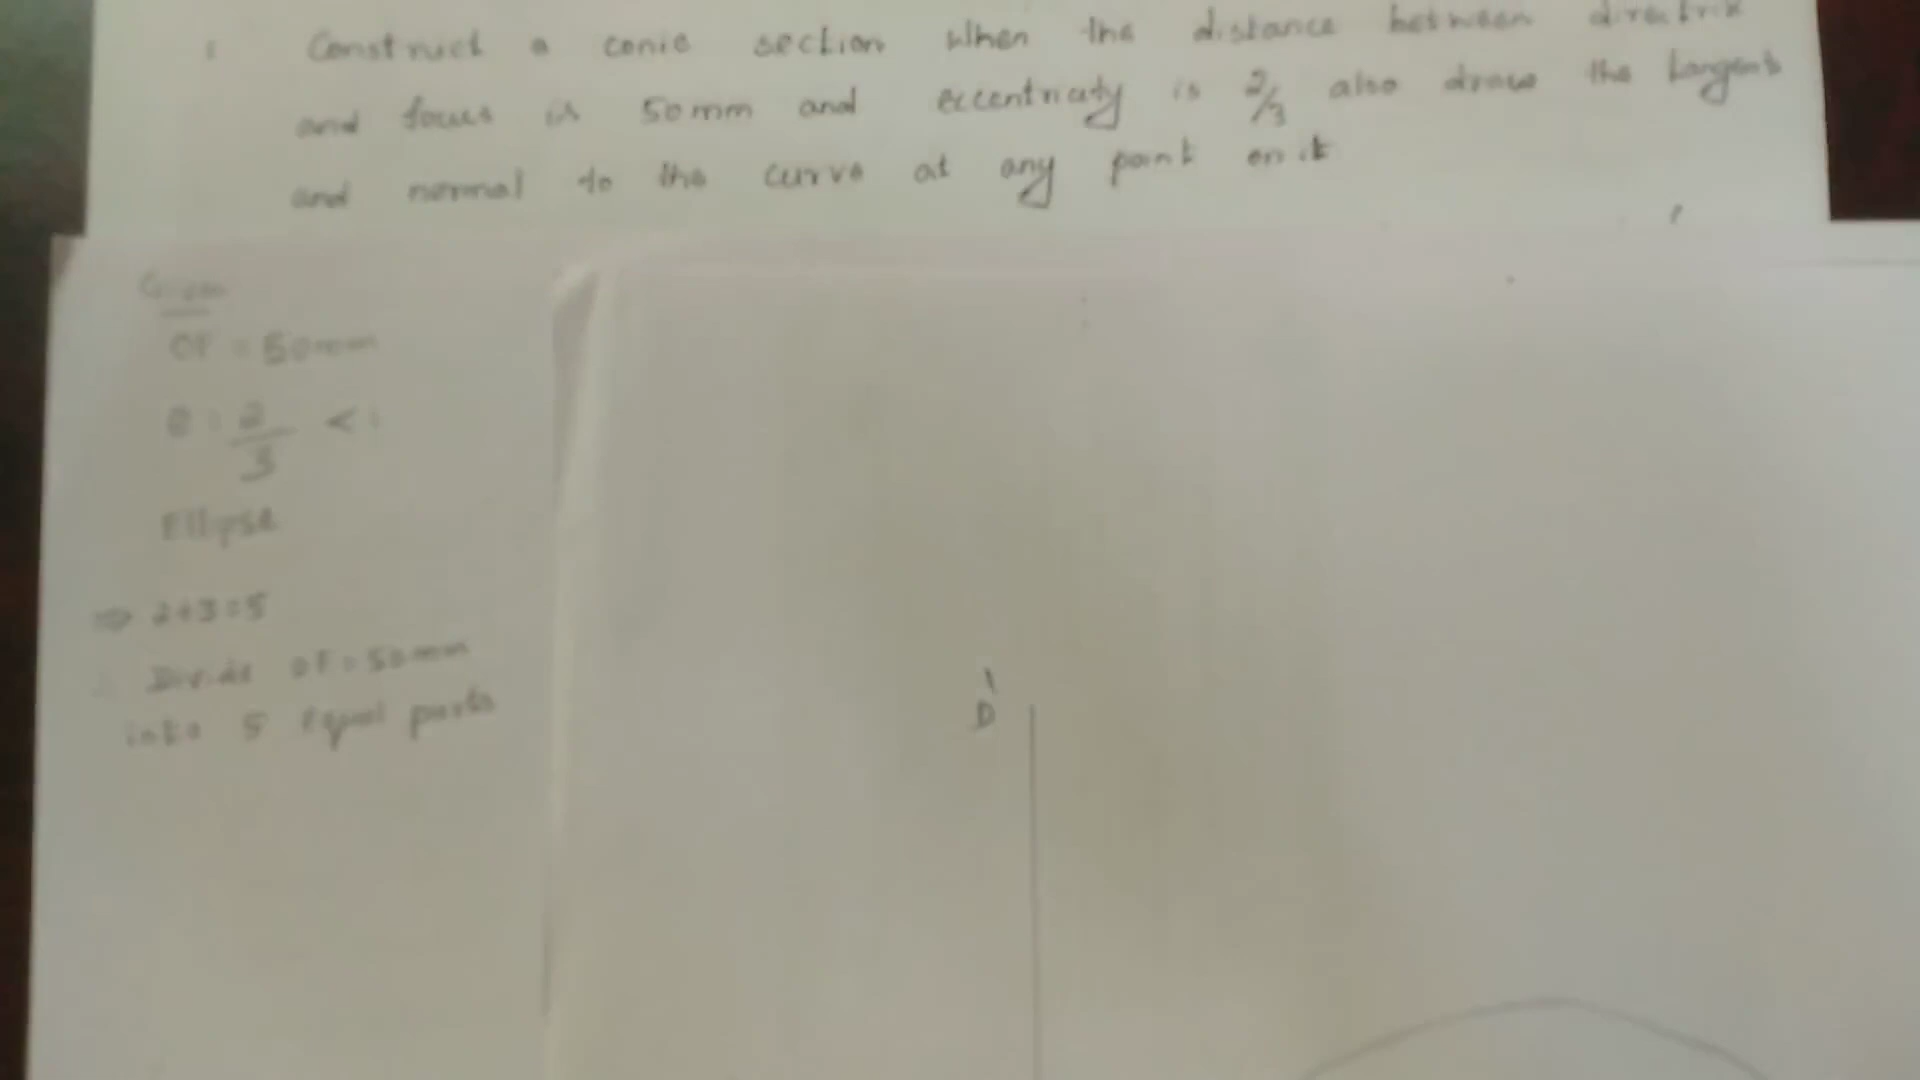 Construct a conic section when the distance between directrix
and focus is 50mm and eccentricity is 2/3 also draw the tangent
and normal to the curve at any point on it
Given
OF = 50mm
e = 2/3 < 1
Ellipse
⇒ 2+3=5
Divide OF = 50mm
into 5 equal parts
D'